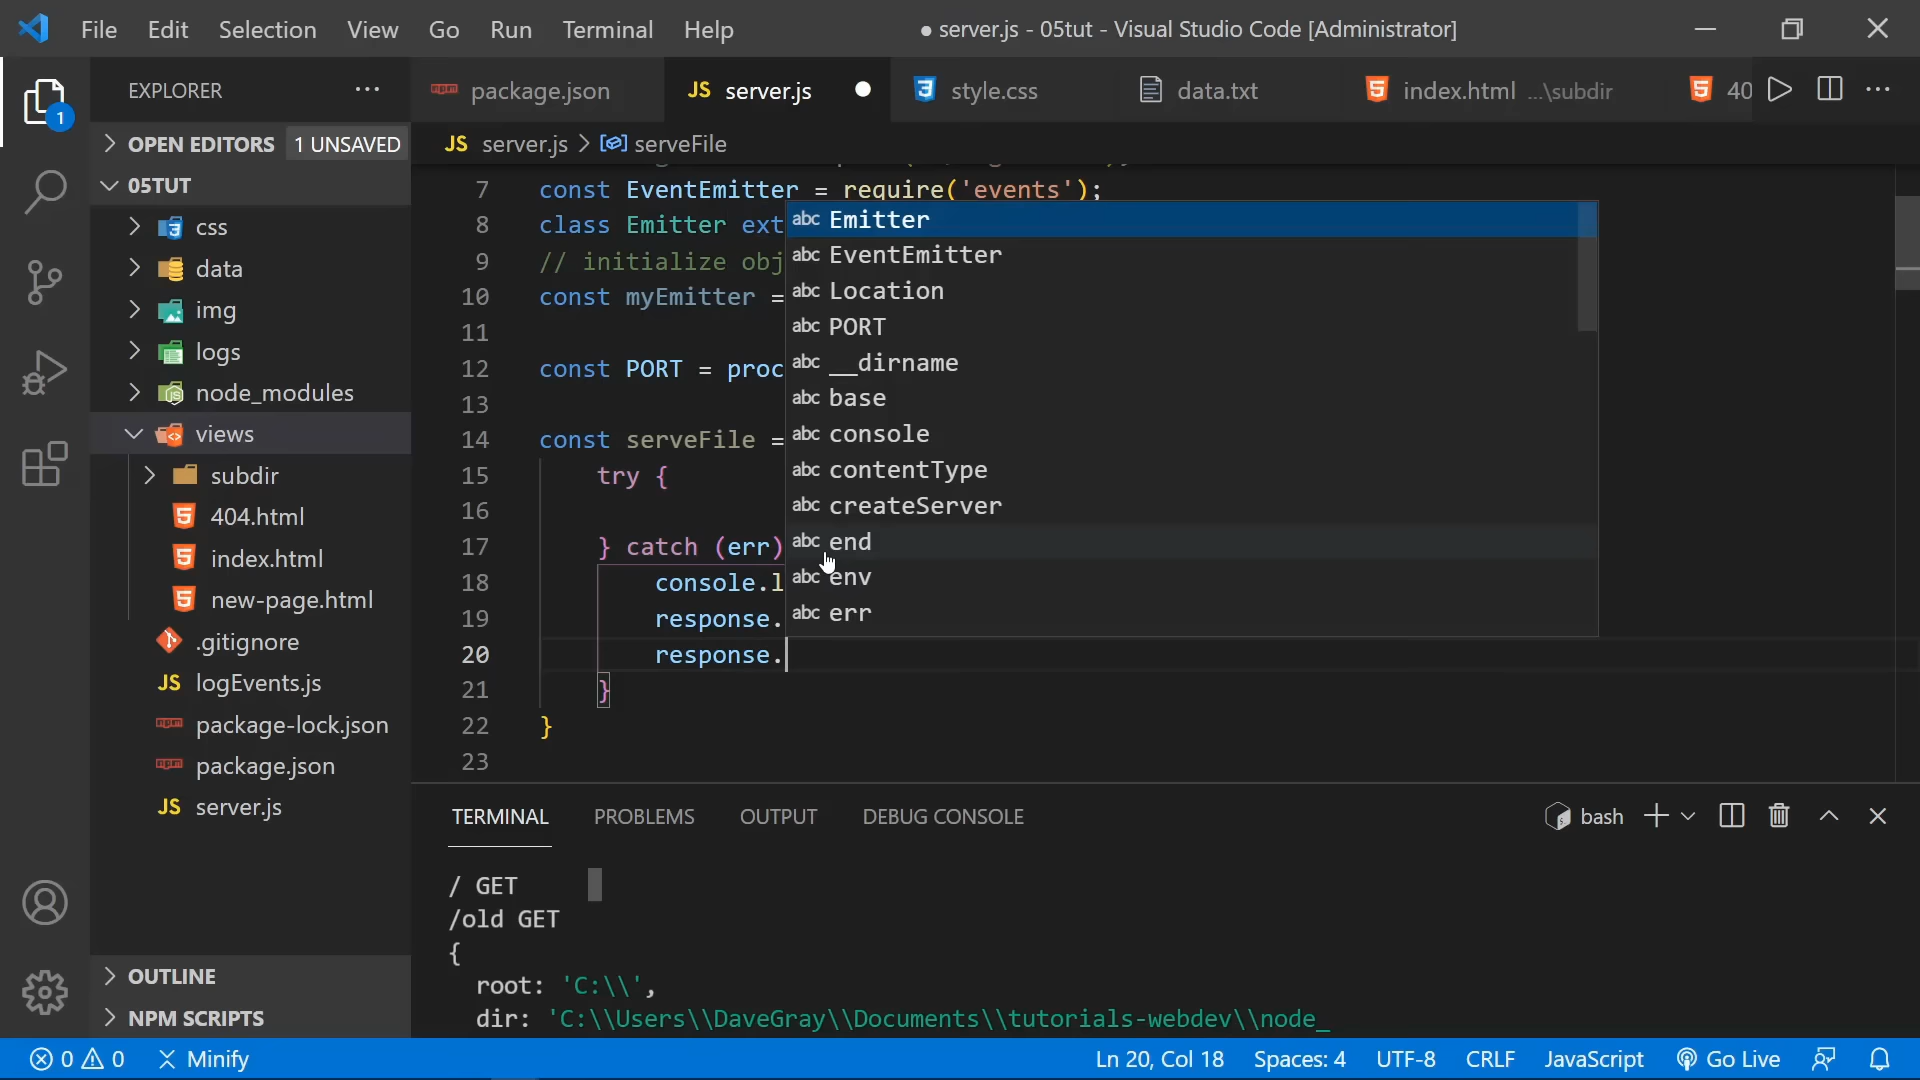 File Edit Selection View Go Run Terminal Help ● server.js - 05tut - Visual Studio Code [Administrator]
EXPLORER ··· package.json JS server.js style.css data.txt index.html ...\subdir 40
1
OPEN EDITORS 1 UNSAVED
JS server.js > serveFile
05TUT
css
data
img
logs
node_modules
views
subdir
404.html
index.html
new-page.html
.gitignore
JS logEvents.js
package-lock.json
package.json
JS server.js
OUTLINE
NPM SCRIPTS
7 const EventEmitter = require('events');
8 class Emitter ext
9 // initialize obj
10 const myEmitter =
11
12 const PORT = proc
13
14 const serveFile =
15 try {
16
17 } catch (err)
18 console.l
19 response.
20 response.
21 }
22 }
23
abc Emitter
abc EventEmitter
abc Location
abc PORT
abc __dirname
abc base
abc console
abc contentType
abc createServer
abc end
abc env
abc err
TERMINAL PROBLEMS OUTPUT DEBUG CONSOLE bash
/ GET
/old GET
{
root: 'C:\\',
dir: 'C:\\Users\\DaveGray\\Documents\\tutorials-webdev\\node_
0 0 Minify Ln 20, Col 18 Spaces: 4 UTF-8 CRLF JavaScript Go Live